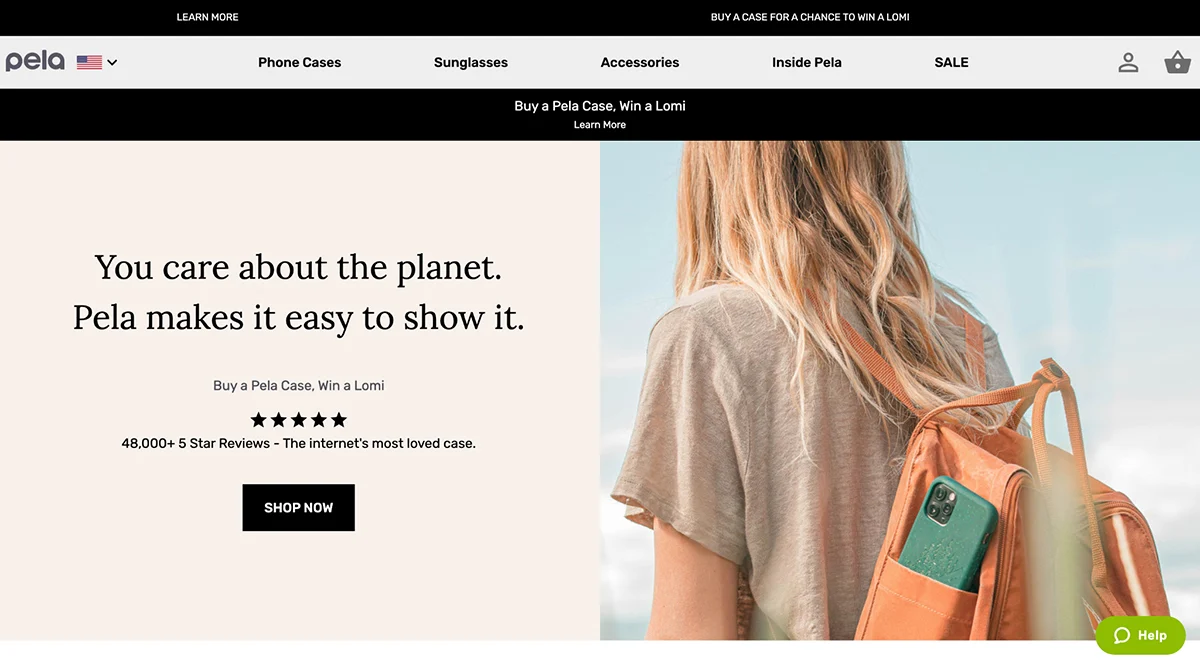 LEARN MORE
BUY A CASE FOR A CHANCE TO WIN A LOMI
pela
Phone Cases
Sunglasses
Accessories
Inside Pela
SALE
Buy a Pela Case, Win a Lomi
Learn More
You care about the planet.
Pela makes it easy to show it.
Buy a Pela Case, Win a Lomi
48,000+ 5 Star Reviews - The internet's most loved case.
SHOP NOW
Help